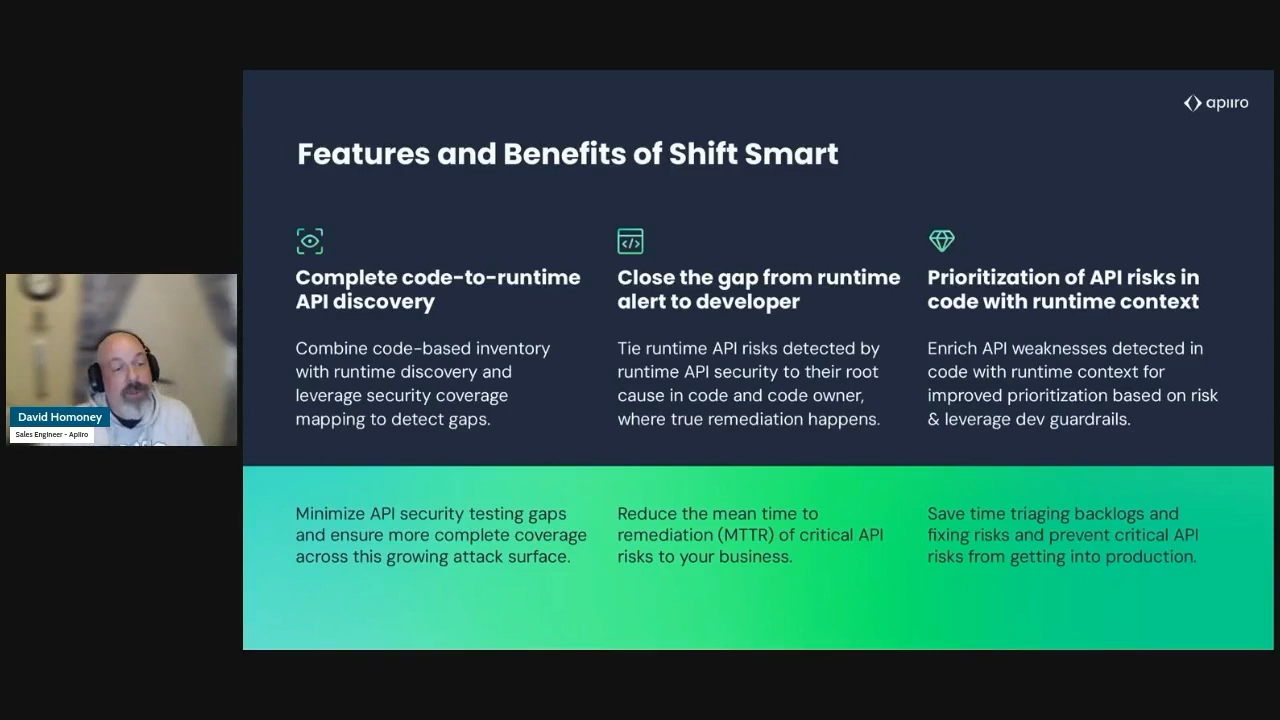 apiiro
Features and Benefits of Shift Smart
Complete code-to-runtime
API discovery
Combine code-based inventory
with runtime discovery and
leverage security coverage
mapping to detect gaps.
Minimize API security testing gaps
and ensure more complete coverage
across this growing attack surface.
Close the gap from runtime
alert to developer
Tie runtime API risks detected by
runtime API security to their root
cause in code and code owner,
where true remediation happens.
Reduce the mean time to
remediation (MTTR) of critical API
risks to your business.
Prioritization of API risks in
code with runtime context
Enrich API weaknesses detected in
code with runtime context for
improved prioritization based on risk
& leverage dev guardrails.
Save time triaging backlogs and
fixing risks and prevent critical API
risks from getting into production.
David Homoney
Sales Engineer - Apiiro